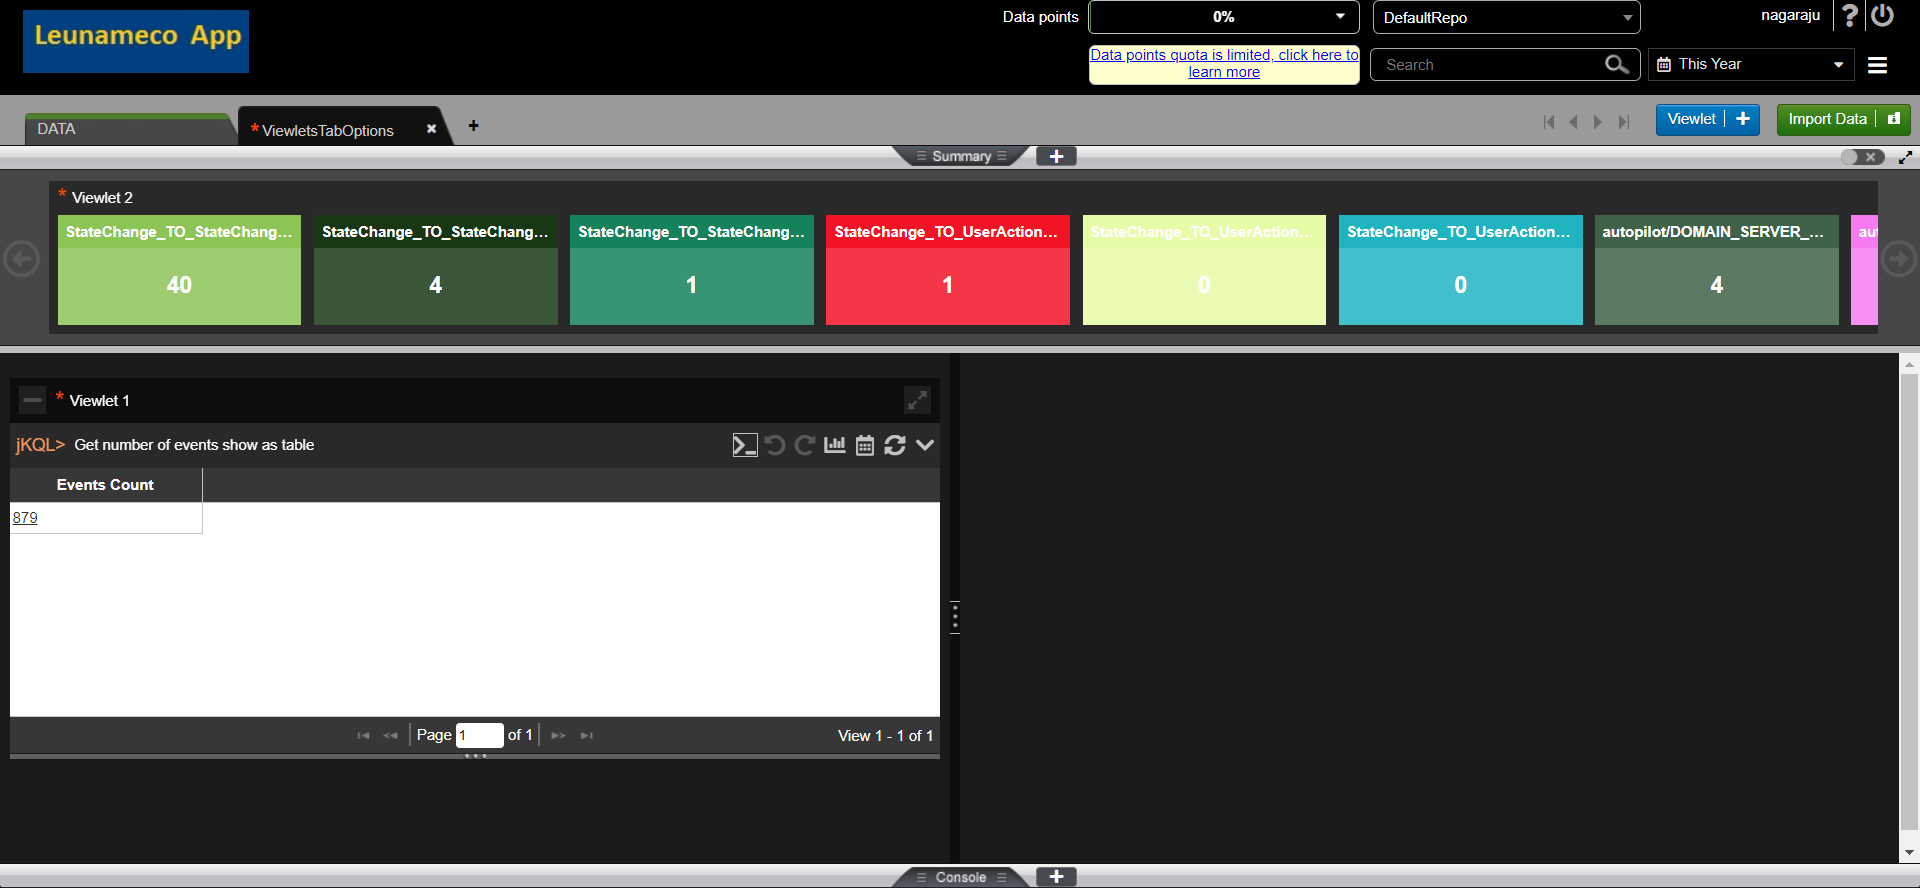 Leunameco App
Data points
0%
DefaultRepo
nagaraju
?
Data points quota is limited, click here to
learn more
Search
This Year
DATA
*ViewletsTabOptions
+
Viewlet +
Import Data
Summary
+
* Viewlet 2
StateChange_TO_StateChang...
StateChange_TO_StateChang...
StateChange_TO_StateChang...
StateChange_TO_UserAction...
StateChange_TO_UserAction...
StateChange_TO_UserAction...
autopilot/DOMAIN_SERVER_...
au
40
4
1
1
0
0
4
* Viewlet 1
jKQL> Get number of events show as table
Events Count
879
Page 1 of 1
View 1 - 1 of 1
Console
+